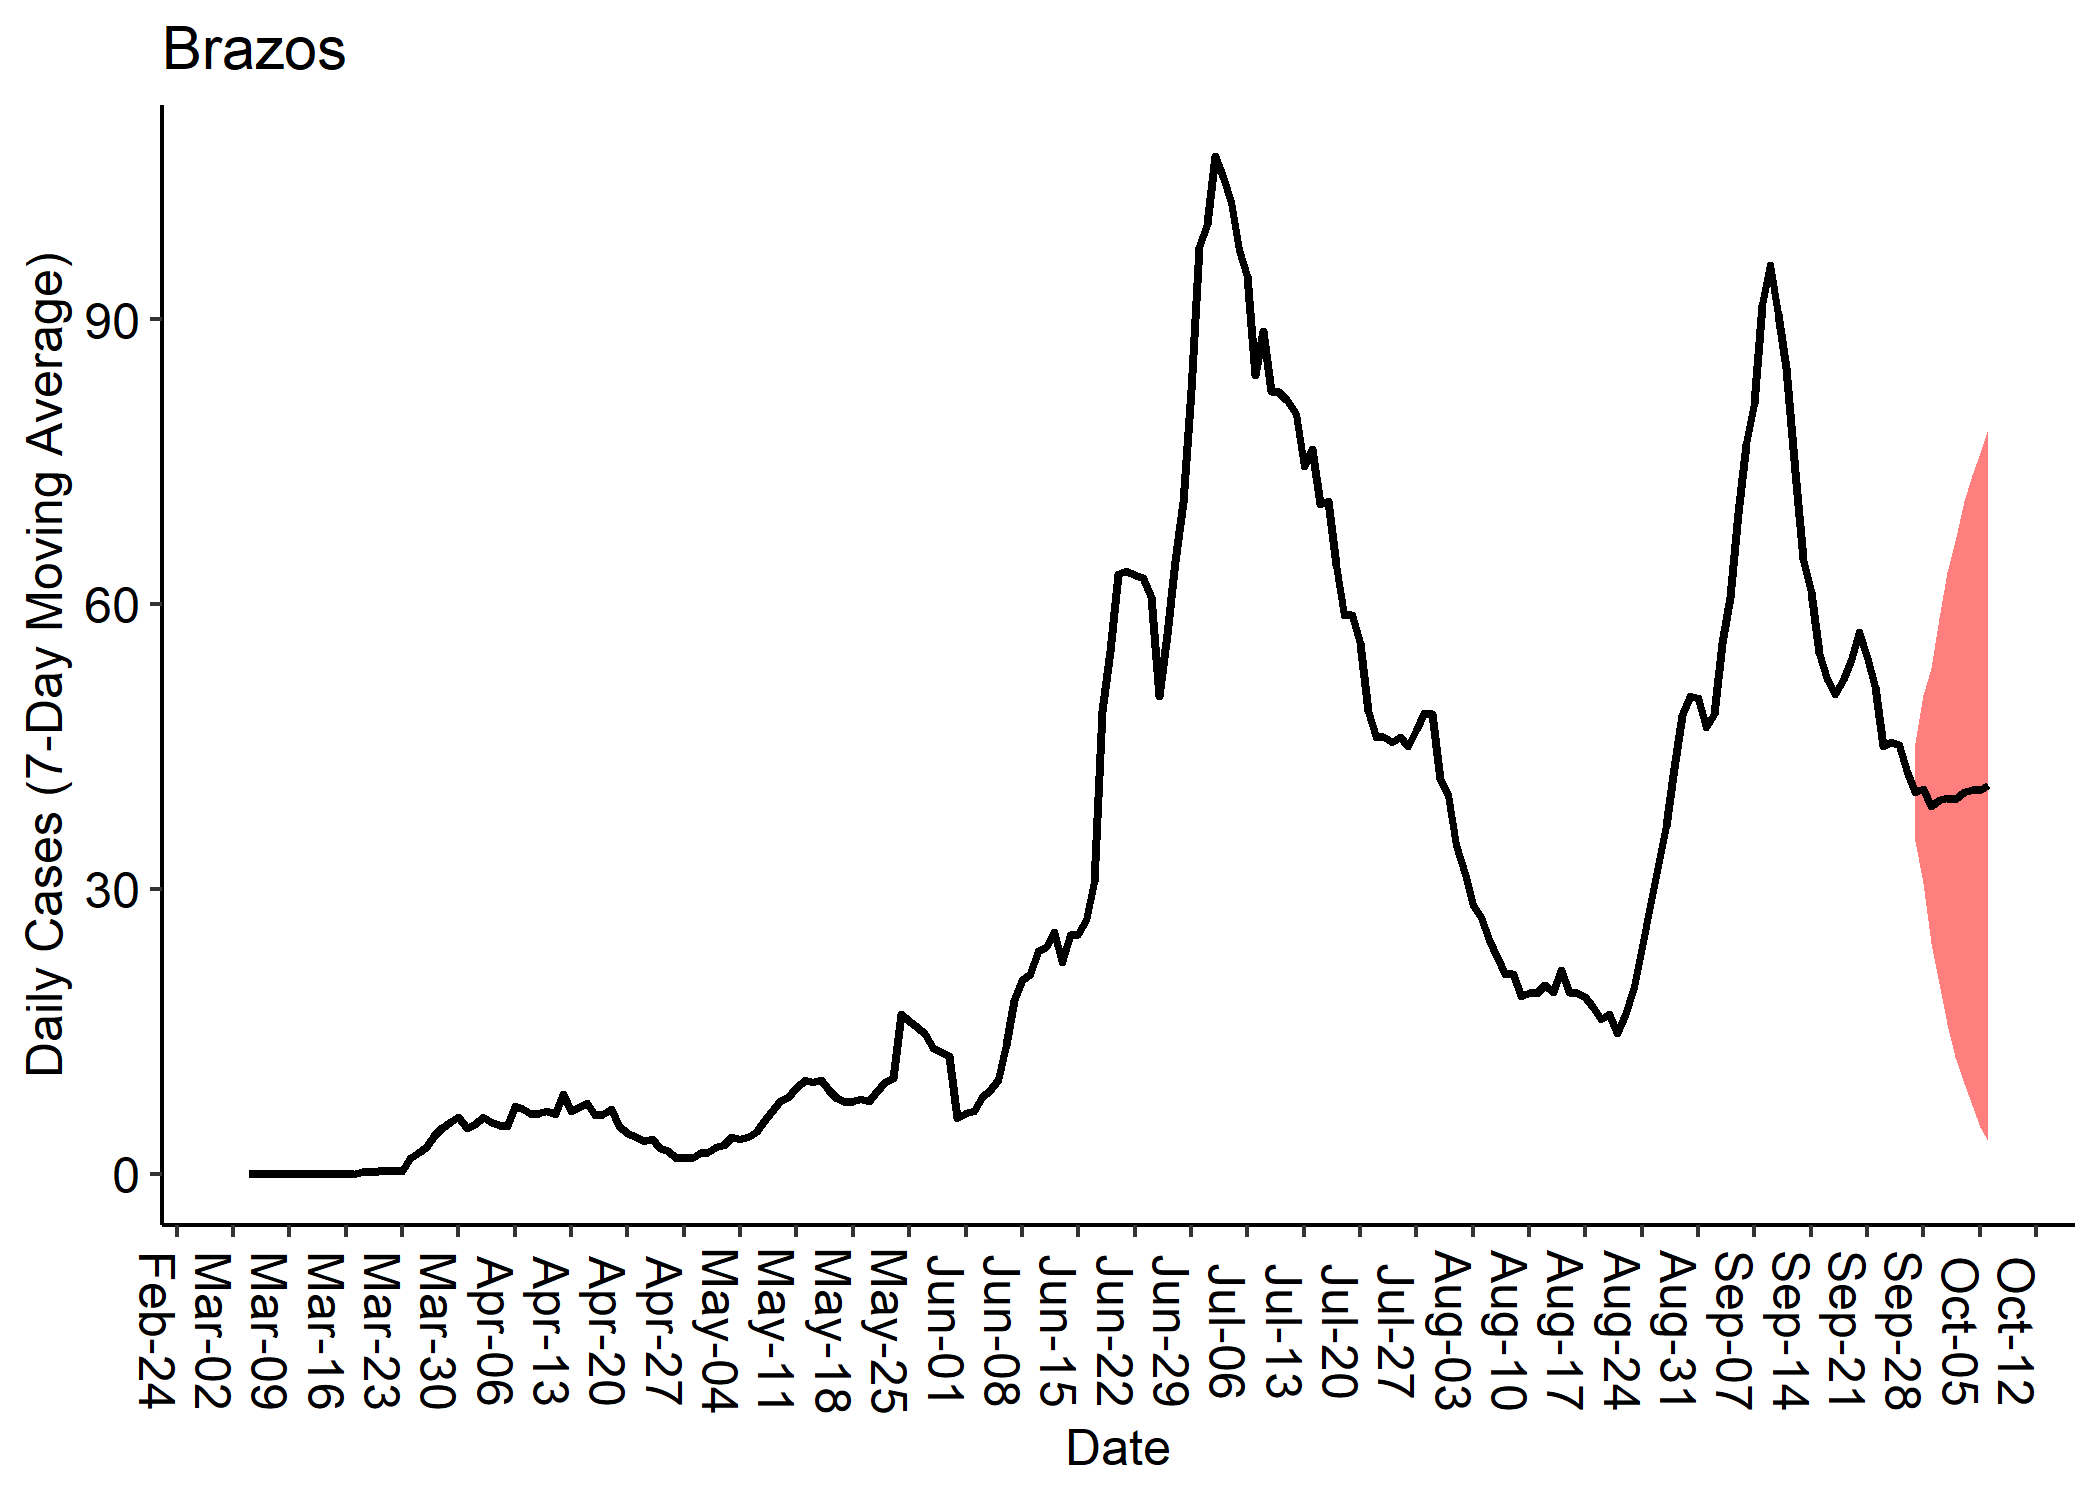 Brazos
Daily Cases (7-Day Moving Average)
90
60
30
0
Feb-24
Mar-02
Mar-09
Mar-16
Mar-23
Mar-30
Apr-06
Apr-13
Apr-20
Apr-27
May-04
May-11
May-18
May-25
Jun-01
Jun-08
Jun-15
Jun-22
Jun-29
Jul-06
Jul-13
Jul-20
Jul-27
Aug-03
Aug-10
Aug-17
Aug-24
Aug-31
Sep-07
Sep-14
Sep-21
Sep-28
Oct-05
Oct-12
Date